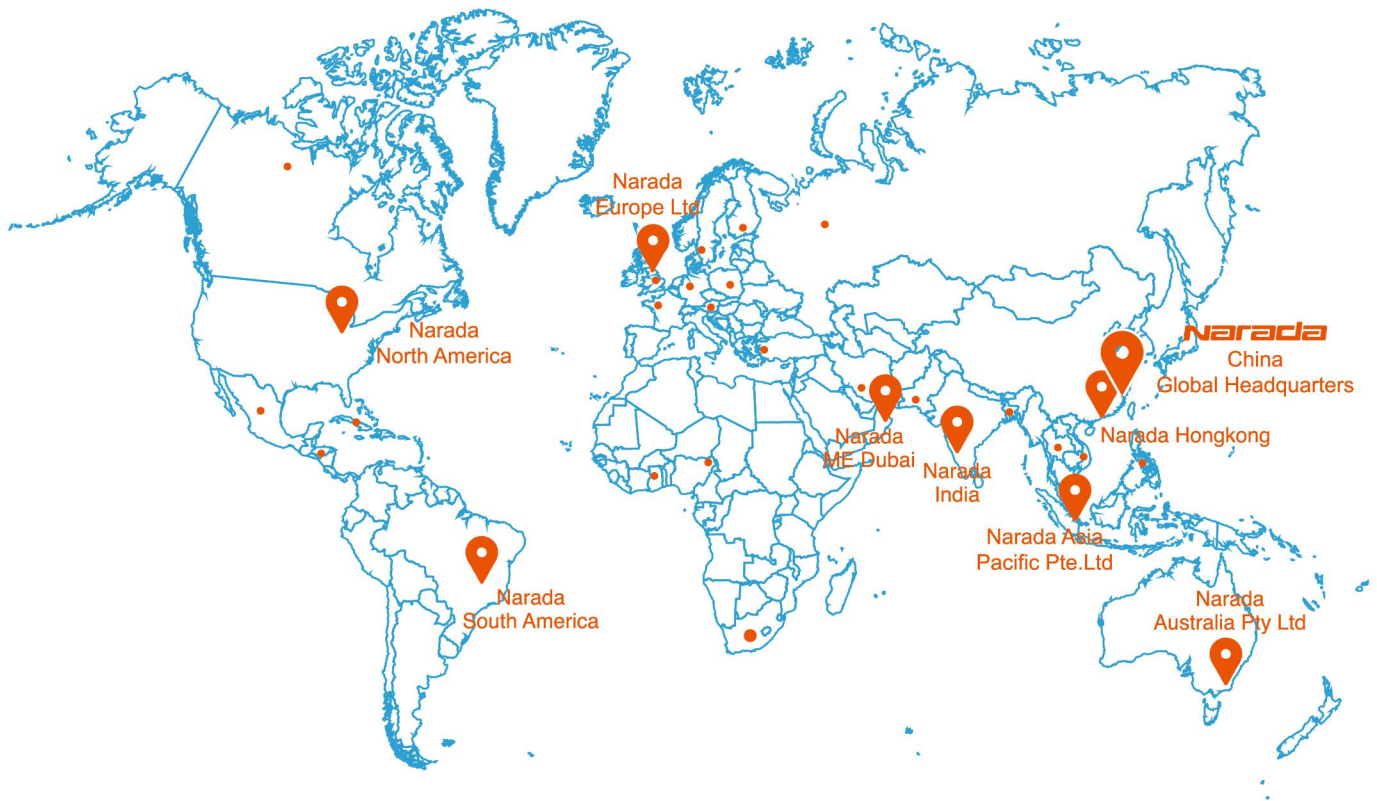 Narada
Europe Ltd
Narada
North America
Narada
China
Global Headquarters
Narada Hongkong
Narada
ME Dubai
Narada
India
Narada Asia
Pacific Pte.Ltd
Narada
South America
Narada
Australia Pty Ltd